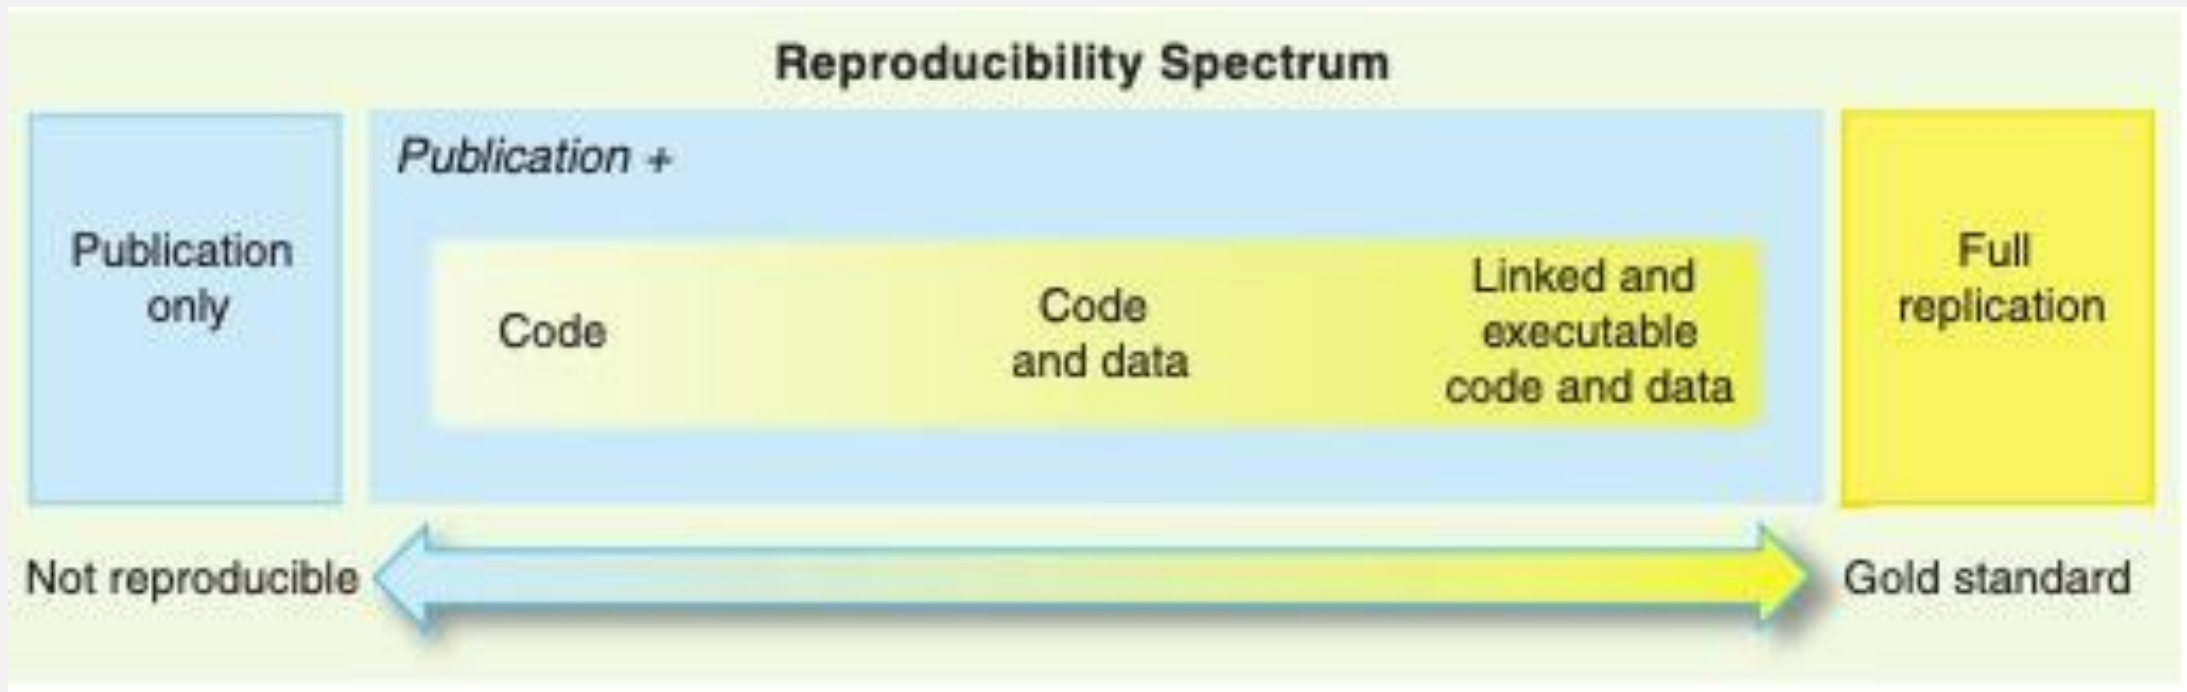 Reproducibility Spectrum
Publication
only
Publication +
Code
Code
and data
Linked and
executable
code and data
Full
replication
Not reproducible
Gold standard